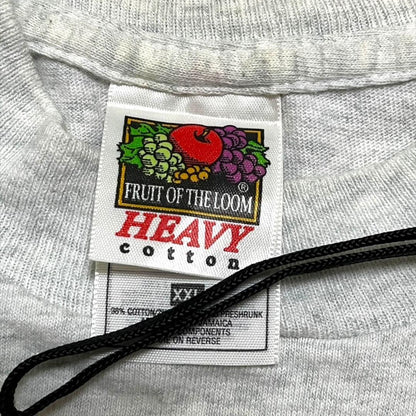 FRUIT OF THE LOOM ®
HEAVY
cotton
XXL
98% COTTON PRESHRUNK
JAMAICA
COMPONENTS
ON REVERSE